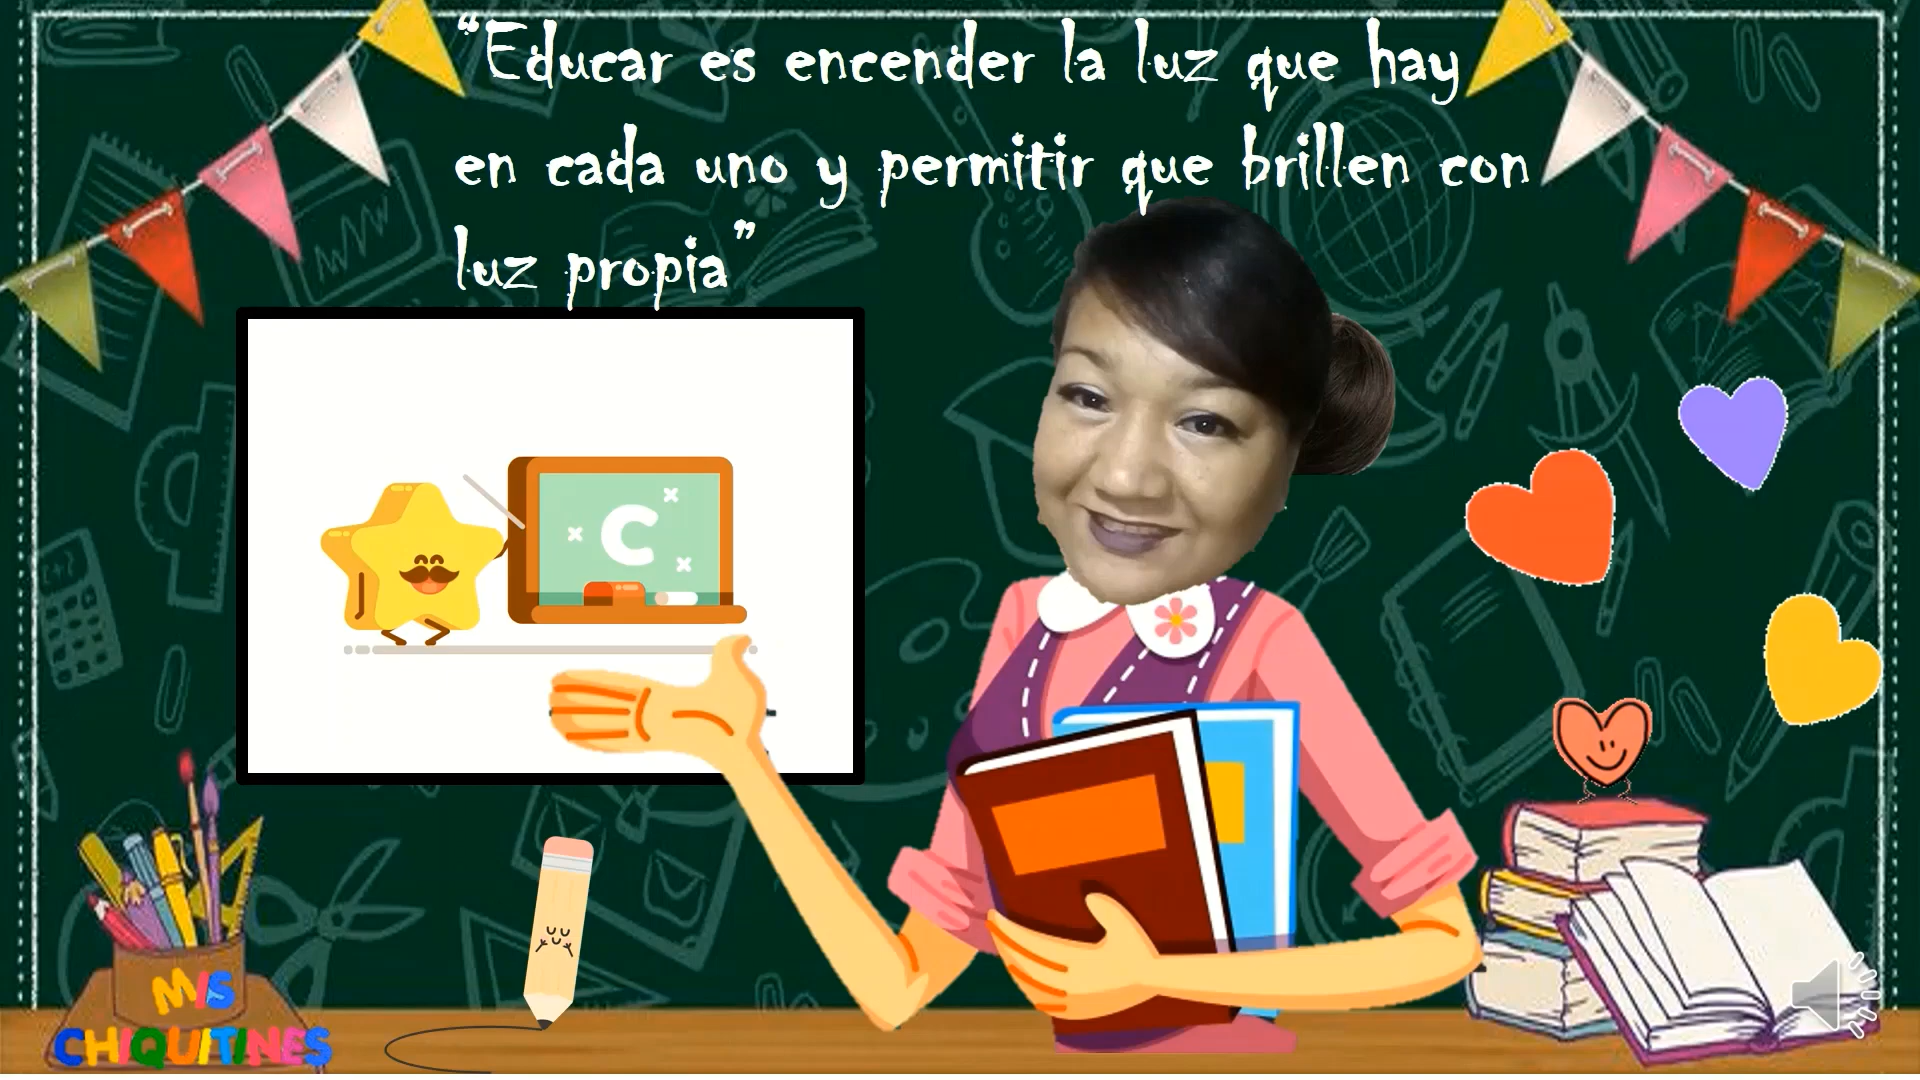 “Educar es encender la luz que hay
en cada uno y permitir que brillen con
luz propia”
C
MIS
CHIQUITINES